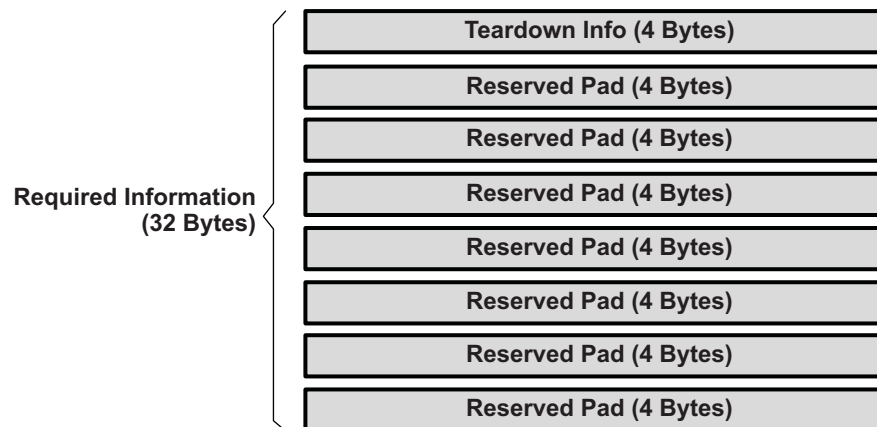 Teardown Info (4 Bytes)
Reserved Pad (4 Bytes)
Reserved Pad (4 Bytes)
Reserved Pad (4 Bytes)
Reserved Pad (4 Bytes)
Reserved Pad (4 Bytes)
Reserved Pad (4 Bytes)
Reserved Pad (4 Bytes)
Required Information
(32 Bytes)